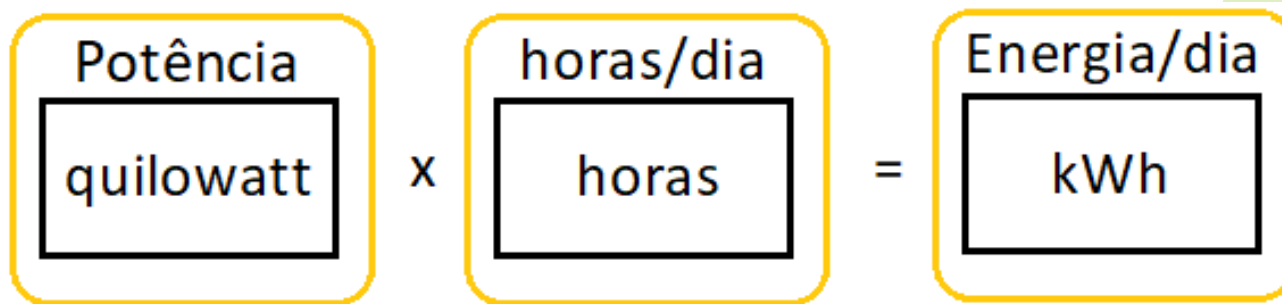 Potência x horas/dia = Energia/dia
quilowatt horas kWh